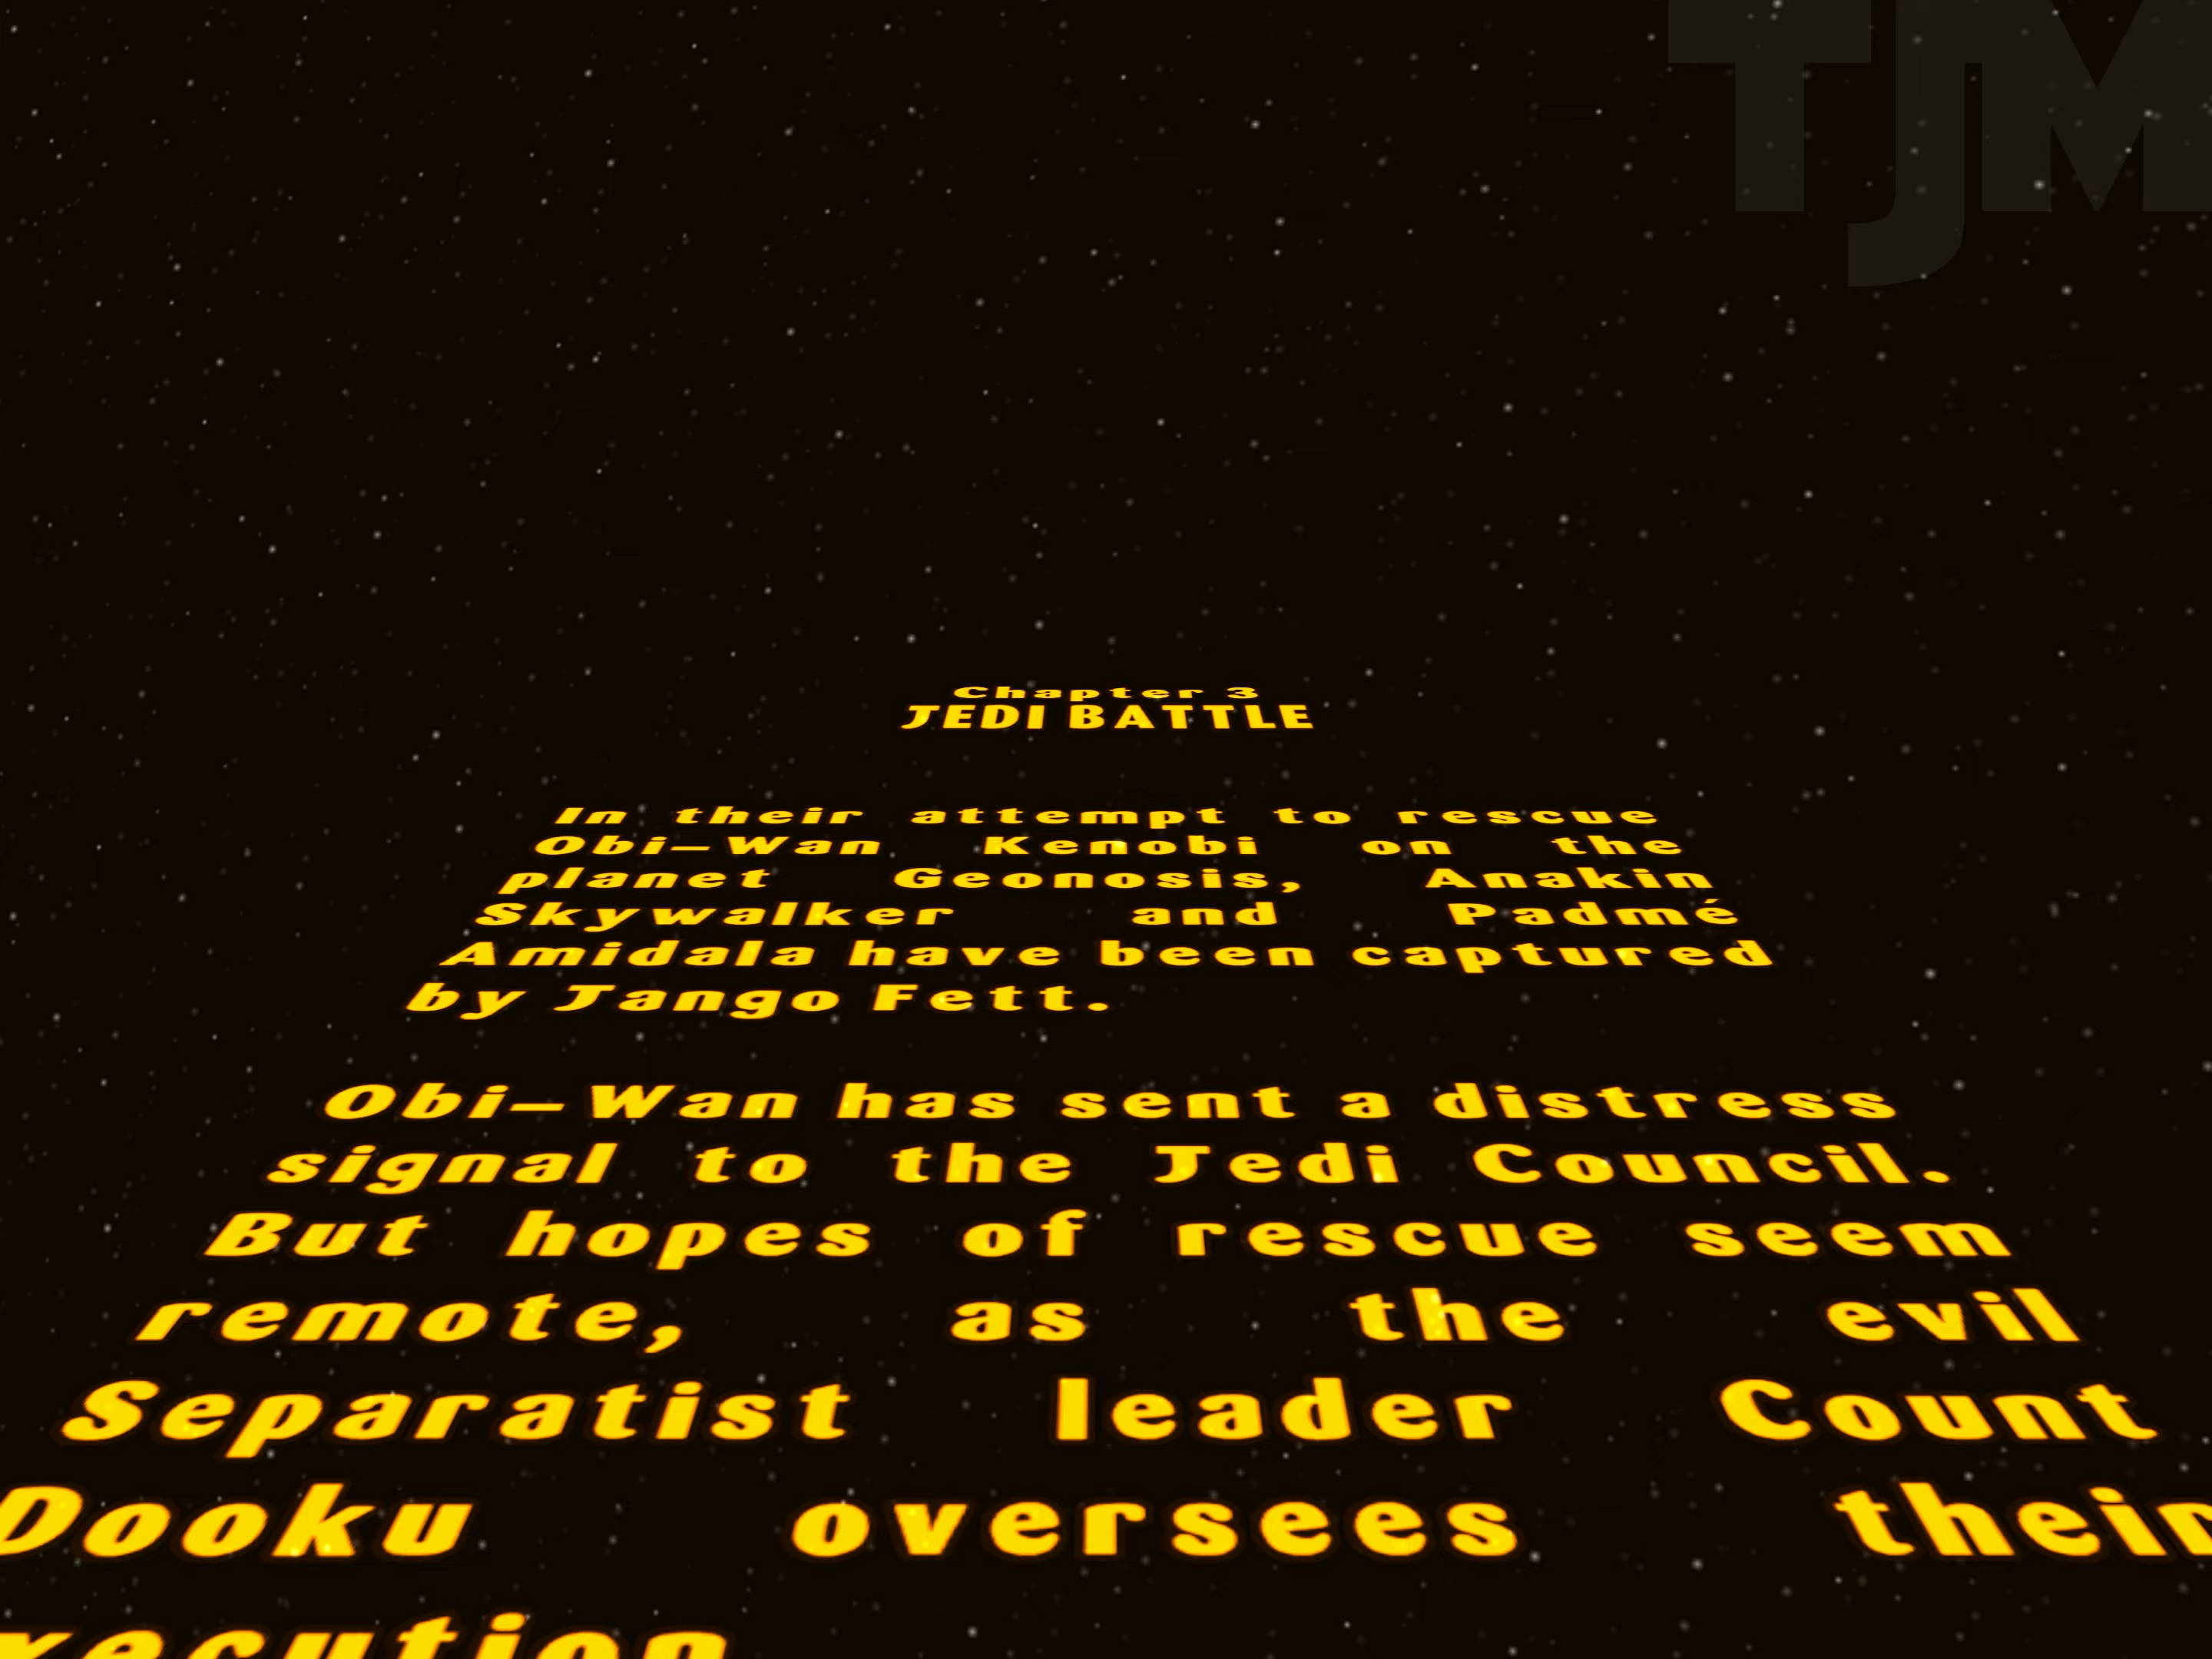 TJM
Chapter 3
JEDI BATTLE
In their attempt to rescue
Obi-Wan Kenobi on the
planet Geonosis, Anakin
Skywalker and Padmé
Amidala have been captured
by Jango Fett.
Obi-Wan has sent a distress
signal to the Jedi Council.
But hopes of rescue seem
remote, as the evil
Separatist leader Count
Dooku oversees their
xecution